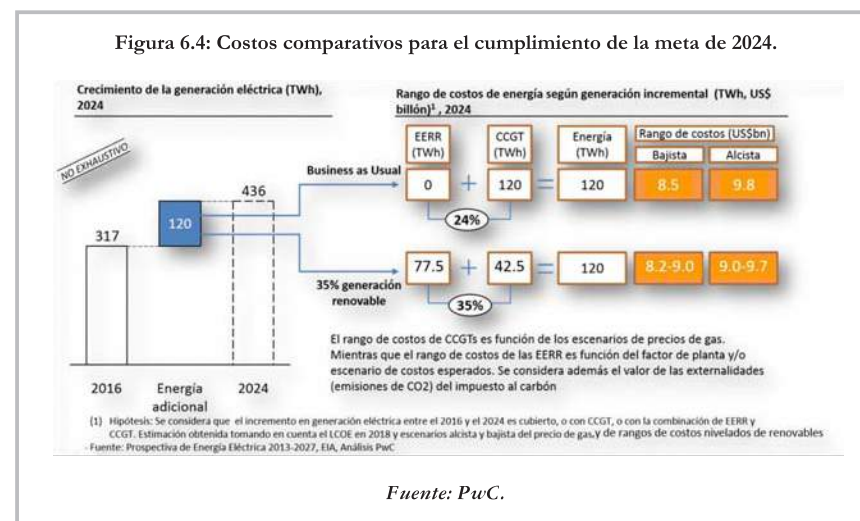 Figura 6.4: Costos comparativos para el cumplimiento de la meta de 2024.
Crecimiento de la generación eléctrica (TWh),
2024
NO EXHAUSTIVO
317
120
436
2016
Energía
adicional
2024
Rango de costos de energía según generación incremental (TWh, US$
billón)¹ , 2024
EERR
(TWh)
CCGT
(TWh)
Energía
(TWh)
Rango de costos (US$bn)
Bajista
Alcista
Business as Usual
0 + 120 = 120 8.5 9.8
24%
35% generación
renovable
77.5 + 42.5 = 120 8.2-9.0 9.0-9.7
35%
El rango de costos de CCGTs es función de los escenarios de precios de gas.
Mientras que el rango de costos de las EERR es función del factor de planta y/o
escenario de costos esperados. Se considera además el valor de las externalidades
(emisiones de CO2) del impuesto al carbón
(1) Hipótesis: Se considera que el incremento en generación eléctrica entre el 2016 y el 2024 es cubierto, o con CCGT, o con la combinación de EERR y
CCGT. Estimación obtenida tomando en cuenta el LCOE en 2018 y escenarios alcista y bajista del precio de gas,y de rangos de costos nivelados de renovables
- Fuente: Prospectiva de Energía Eléctrica 2013-2027, EIA, Análisis PwC
Fuente: PwC.